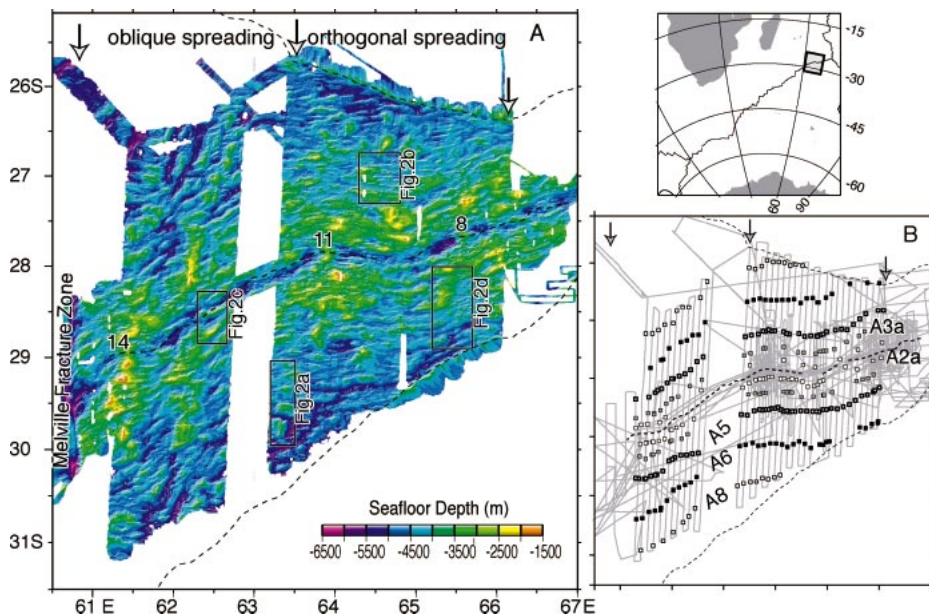 oblique spreading
orthogonal spreading
A
26S
27
28
29
30
31S
61 E
62
63
64
65
66
67E
Fig.2b
11
8
Fig.2c
Fig.2d
14
Fig.2a
Melville Fracture Zone
Seafloor Depth (m)
-6500
-5500
-4500
-3500
-2500
-1500
-15
-30
-45
-60
60
90
B
A3a
A2a
A5
A6
A8